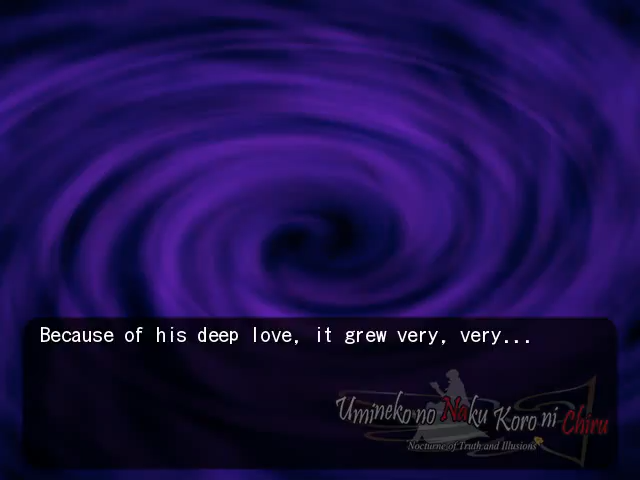 Because of his deep love, it grew very, very...
Umineko no Naku Koro ni Chiru
Nocturne of Truth and Illusions